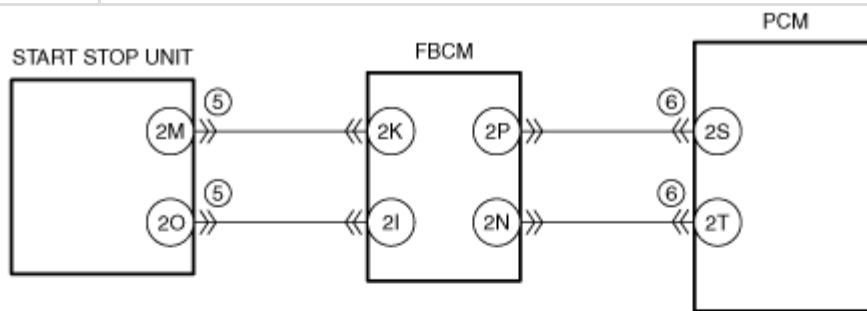 PCM
START STOP UNIT
FBCM
5
6
2M
2K
2P
2S
5
6
2O
2I
2N
2T